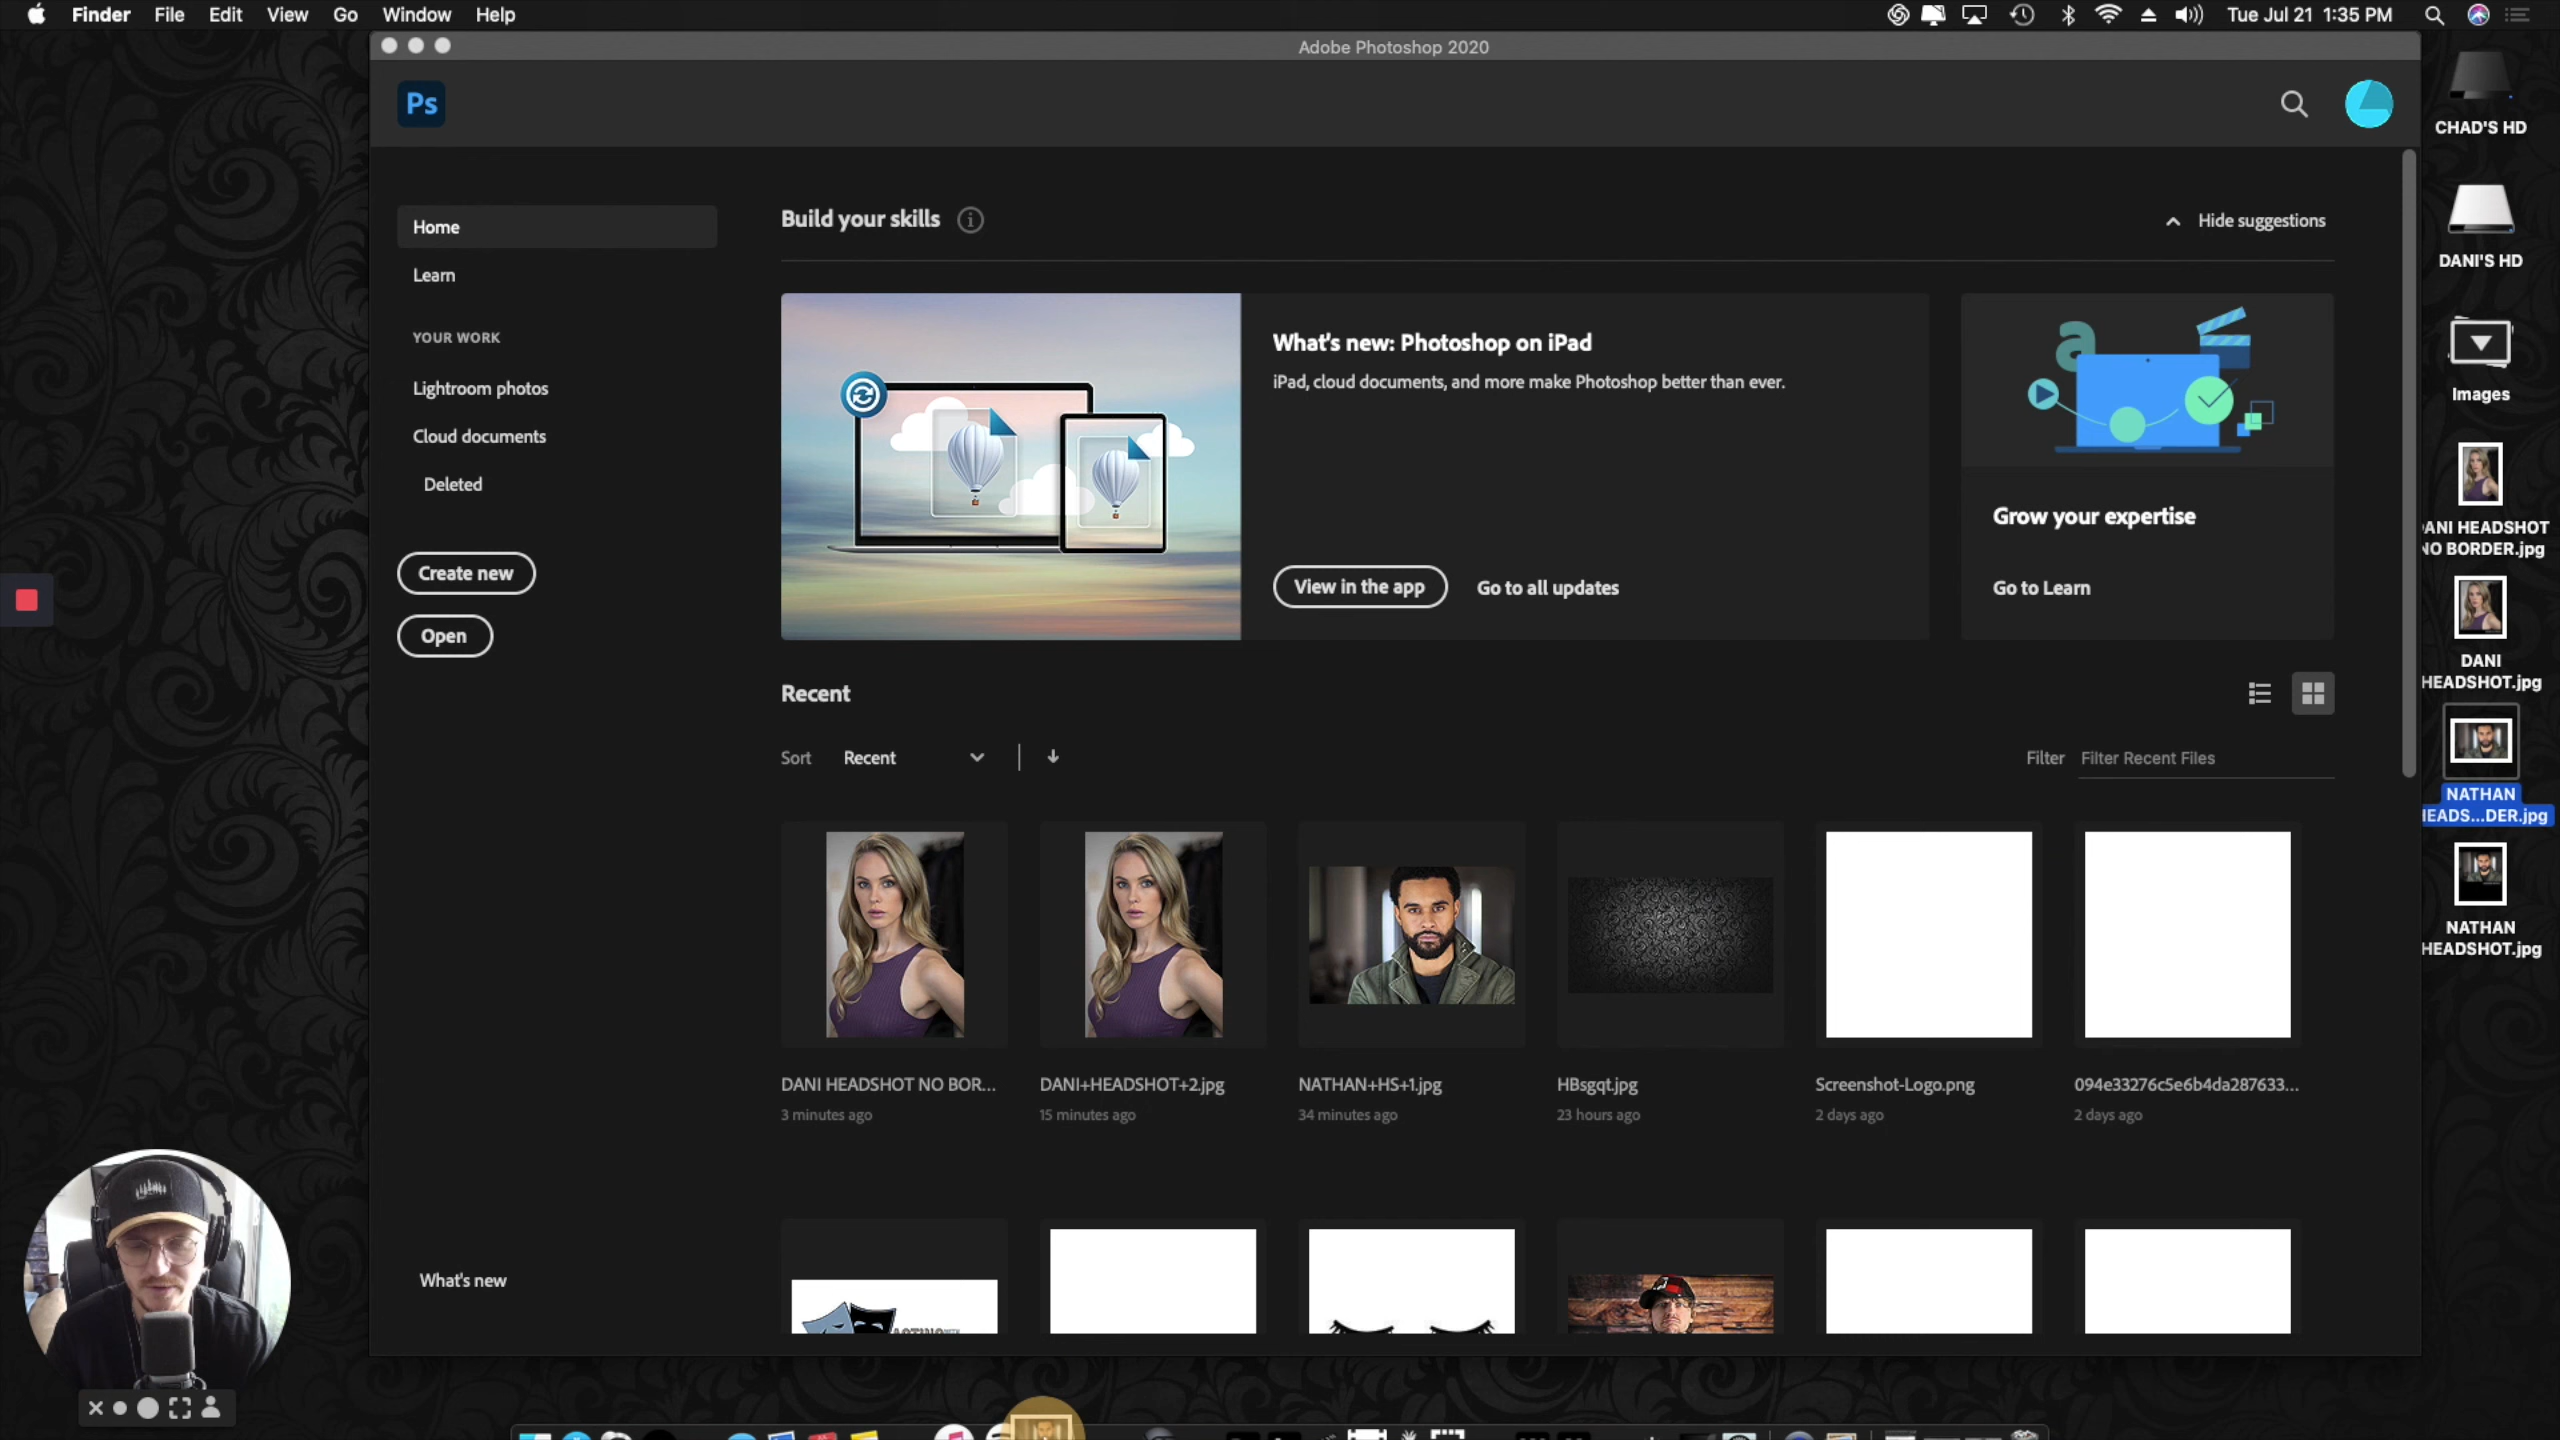 Finder File Edit View Go Window Help
Tue Jul 21 1:35 PM
Adobe Photoshop 2020
Ps
Home
Learn
YOUR WORK
Lightroom photos
Cloud documents
Deleted
Create new
Open
What's new
Build your skills
Hide suggestions
What's new: Photoshop on iPad
iPad, cloud documents, and more make Photoshop better than ever.
View in the app Go to all updates
a
Grow your expertise
Go to Learn
Recent
Sort Recent
Filter Filter Recent Files
DANI HEADSHOT NO BOR... DANI+HEADSHOT+2.jpg NATHAN+HS+1.jpg HBsgqt.jpg Screenshot-Logo.png 094e33276c5e6b4da287633...
3 minutes ago 15 minutes ago 34 minutes ago 23 hours ago 2 days ago 2 days ago
CHAD'S HD
DANI'S HD
Images
ANI HEADSHOT
NO BORDER.jpg
DANI
HEADSHOT.jpg
NATHAN
HEADS...DER.jpg
NATHAN
HEADSHOT.jpg